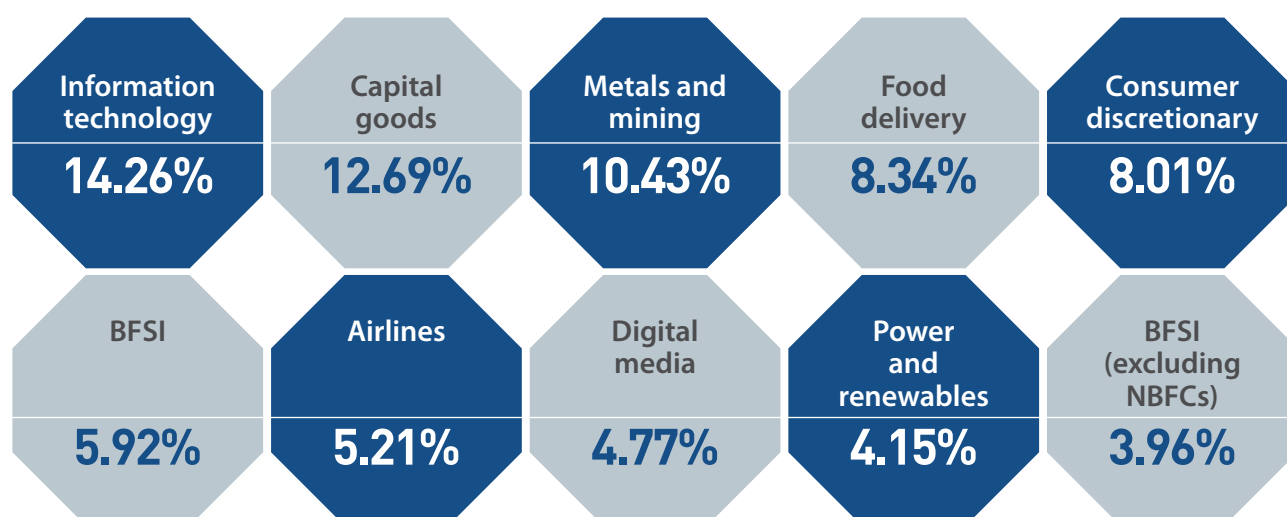 Information
technology
14.26%
Capital
goods
12.69%
Metals and
mining
10.43%
Food
delivery
8.34%
Consumer
discretionary
8.01%
BFSI
5.92%
Airlines
5.21%
Digital
media
4.77%
Power
and
renewables
4.15%
BFSI
(excluding
NBFCs)
3.96%